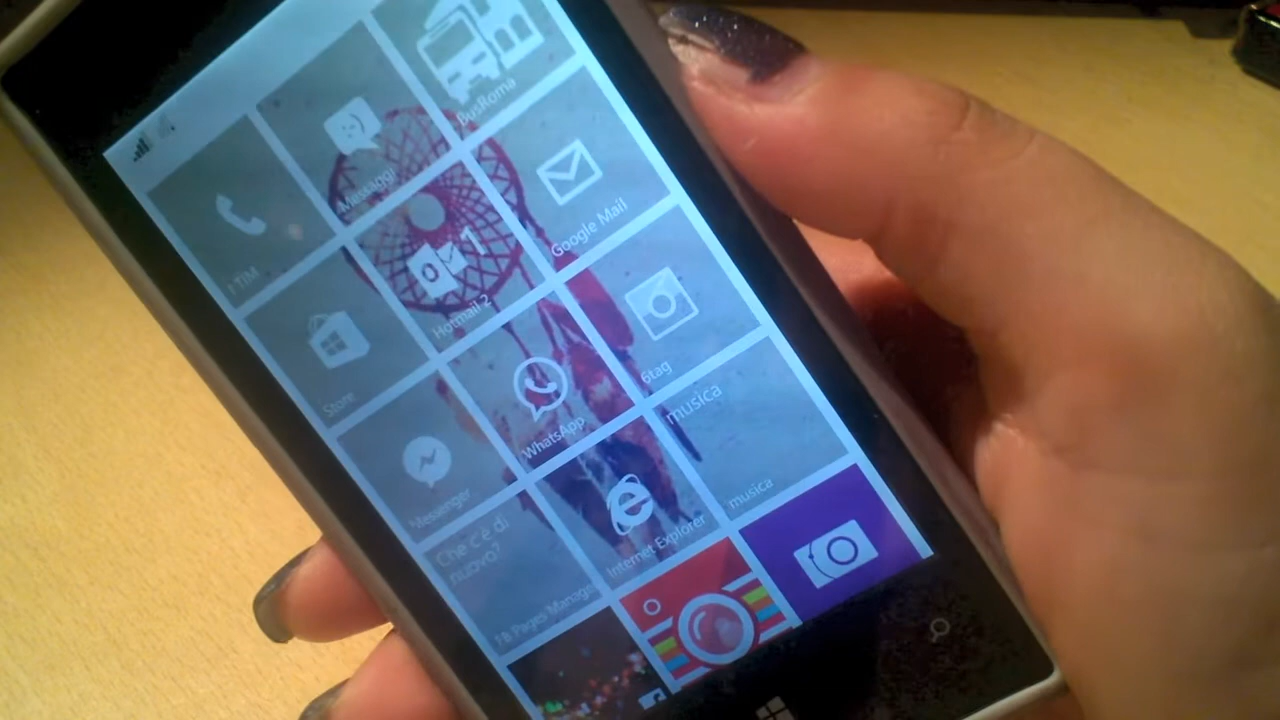 BusRoma
Messaggi
Google Mail
I TIM
1
Hotmail 2
6tag
Store
WhatsApp
musica
musica
Messenger
Internet Explorer
Che c'è di
nuovo?
FB Pages Manager